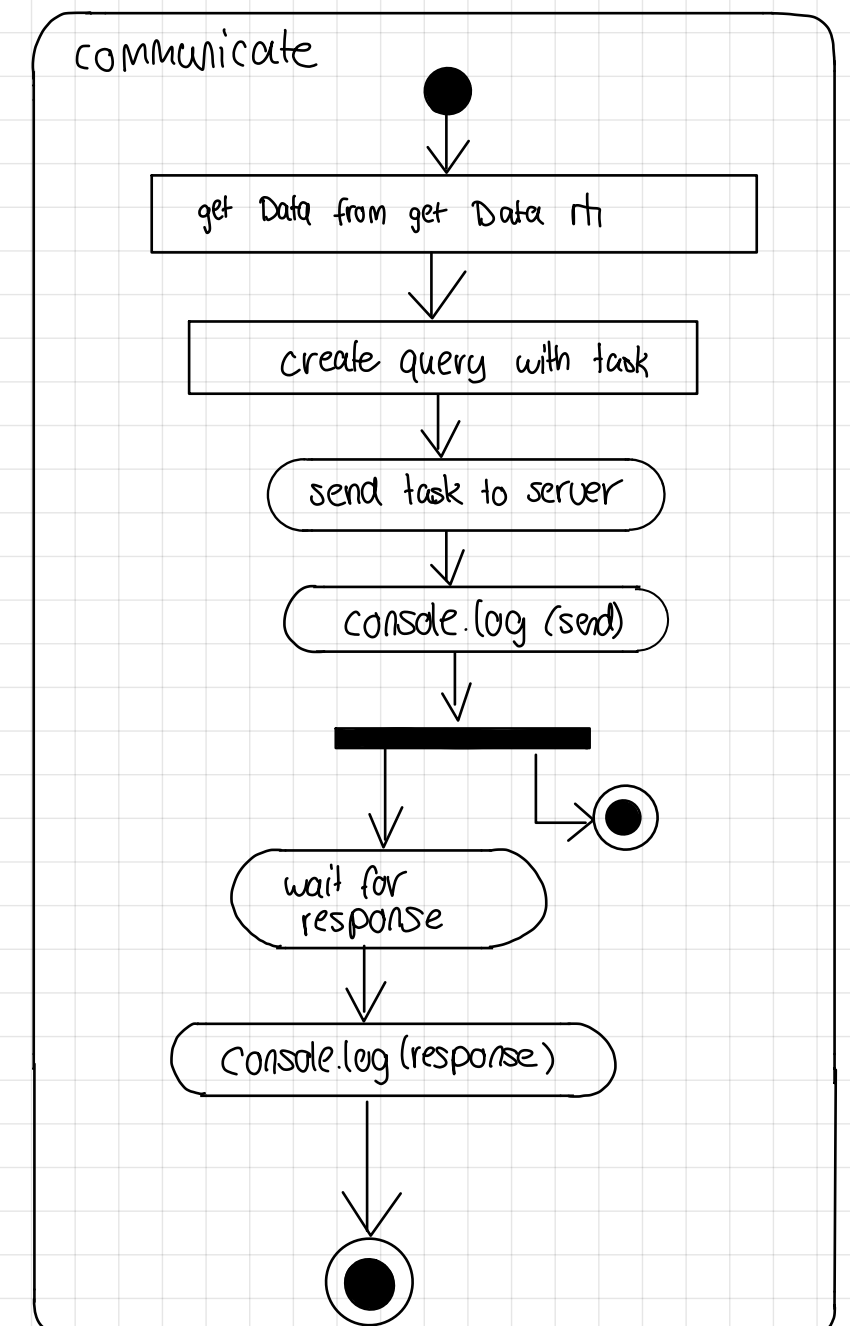 communicate
get Data from get Data
create query with task
send task to server
console.log (send)
wait for
response
console.log (response)